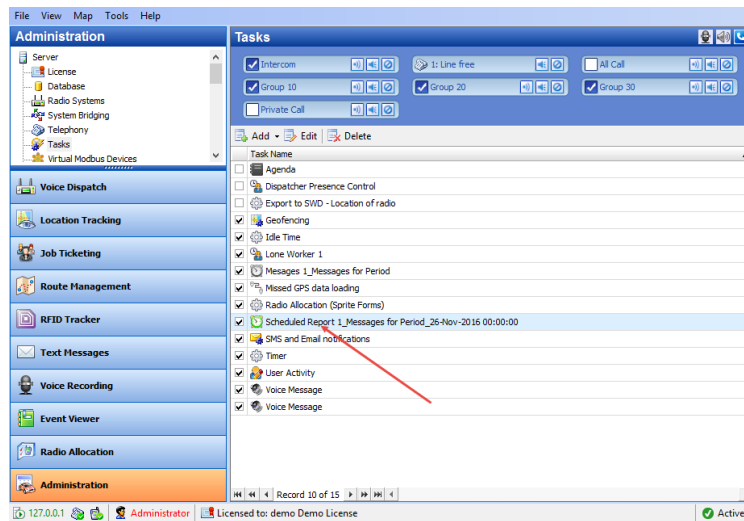 File View Map Tools Help
Administration
Server
License
Database
Radio Systems
System Bridging
Telephony
Tasks
Virtual Modbus Devices
Voice Dispatch
Location Tracking
Job Ticketing
Route Management
RFID Tracker
Text Messages
Voice Recording
Event Viewer
Radio Allocation
Administration
Tasks
Intercom 1: Line free All Call
Group 10 Group 20 Group 30
Private Call
Add Edit Delete
Task Name
Agenda
Dispatcher Presence Control
Export to SWD - Location of radio
Geofencing
Idle Time
Lone Worker 1
Mesages 1_Messages for Period
Missed GPS data loading
Radio Allocation (Sprite Forms)
Scheduled Report 1_Messages for Period_26-Nov-2016 00:00:00
SMS and Email notifications
Timer
User Activity
Voice Message
Voice Message
Record 10 of 15
127.0.0.1 Administrator Licensed to: demo Demo License Active